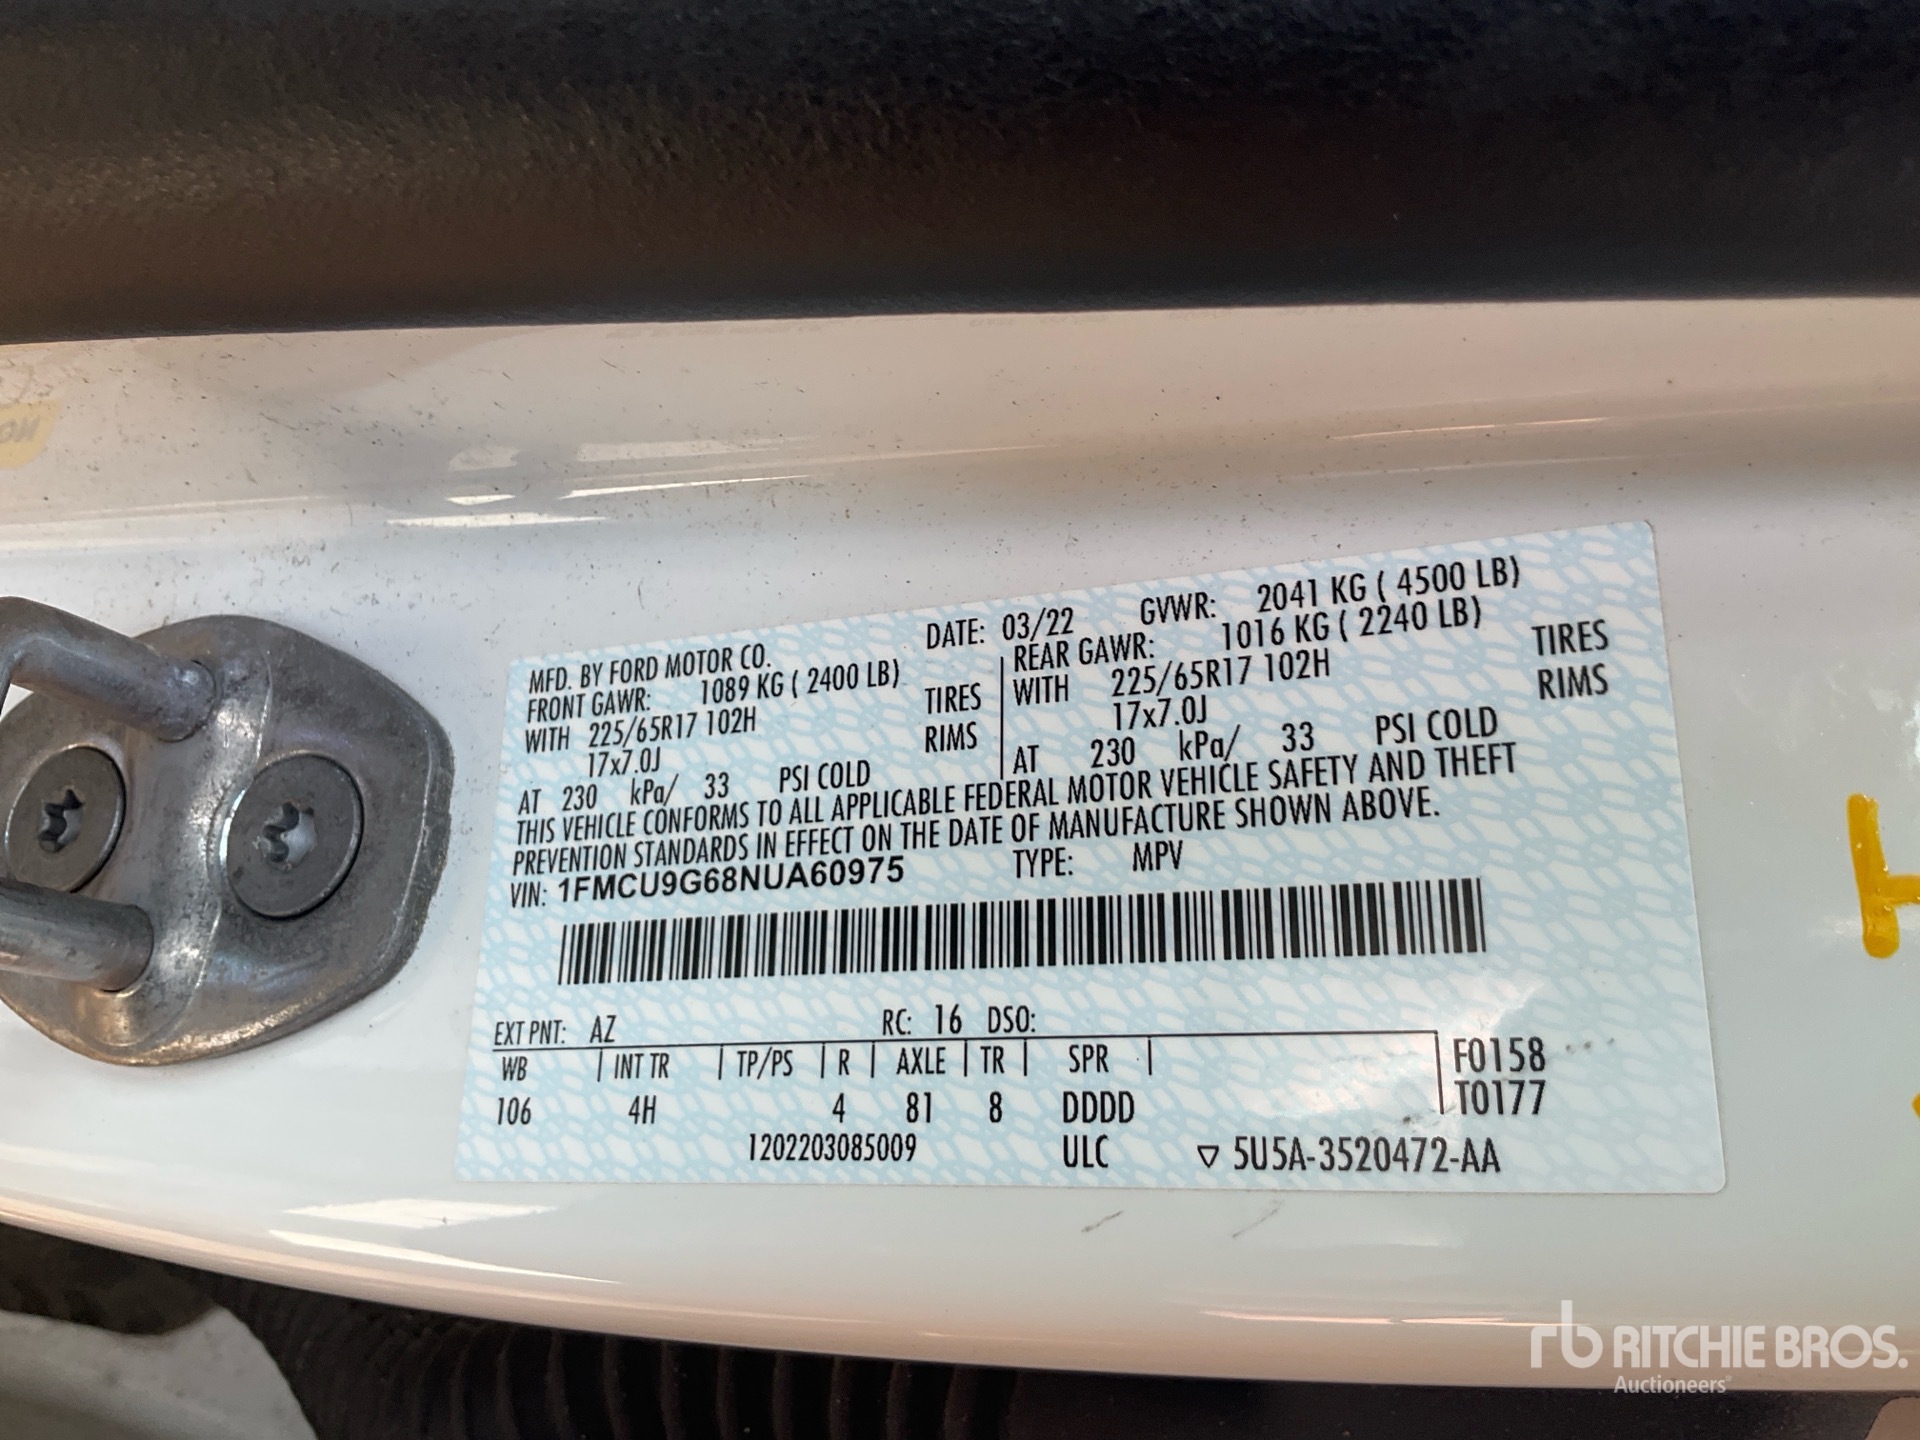 MFD. BY FORD MOTOR CO. DATE: 03/22 GVWR: 2041 KG ( 4500 LB)
FRONT GAWR: 1089 KG ( 2400 LB) REAR GAWR: 1016 KG ( 2240 LB)
WITH 225/65R17 102H TIRES WITH 225/65R17 102H TIRES
17x7.0J RIMS 17x7.0J RIMS
AT 230 kPa/ 33 PSI COLD AT 230 kPa/ 33 PSI COLD
THIS VEHICLE CONFORMS TO ALL APPLICABLE FEDERAL MOTOR VEHICLE SAFETY AND THEFT
PREVENTION STANDARDS IN EFFECT ON THE DATE OF MANUFACTURE SHOWN ABOVE.
VIN: 1FMCU9G68NUA60975 TYPE: MPV
EXT PNT: AZ RC: 16 DSO:
WB INT TR TP/PS R AXLE TR SPR F0158
106 4H 4 81 8 DDDD T0177
1202203085009 ULC ▽ 5U5A-3520472-AA
rb RITCHIE BROS.
Auctioneers